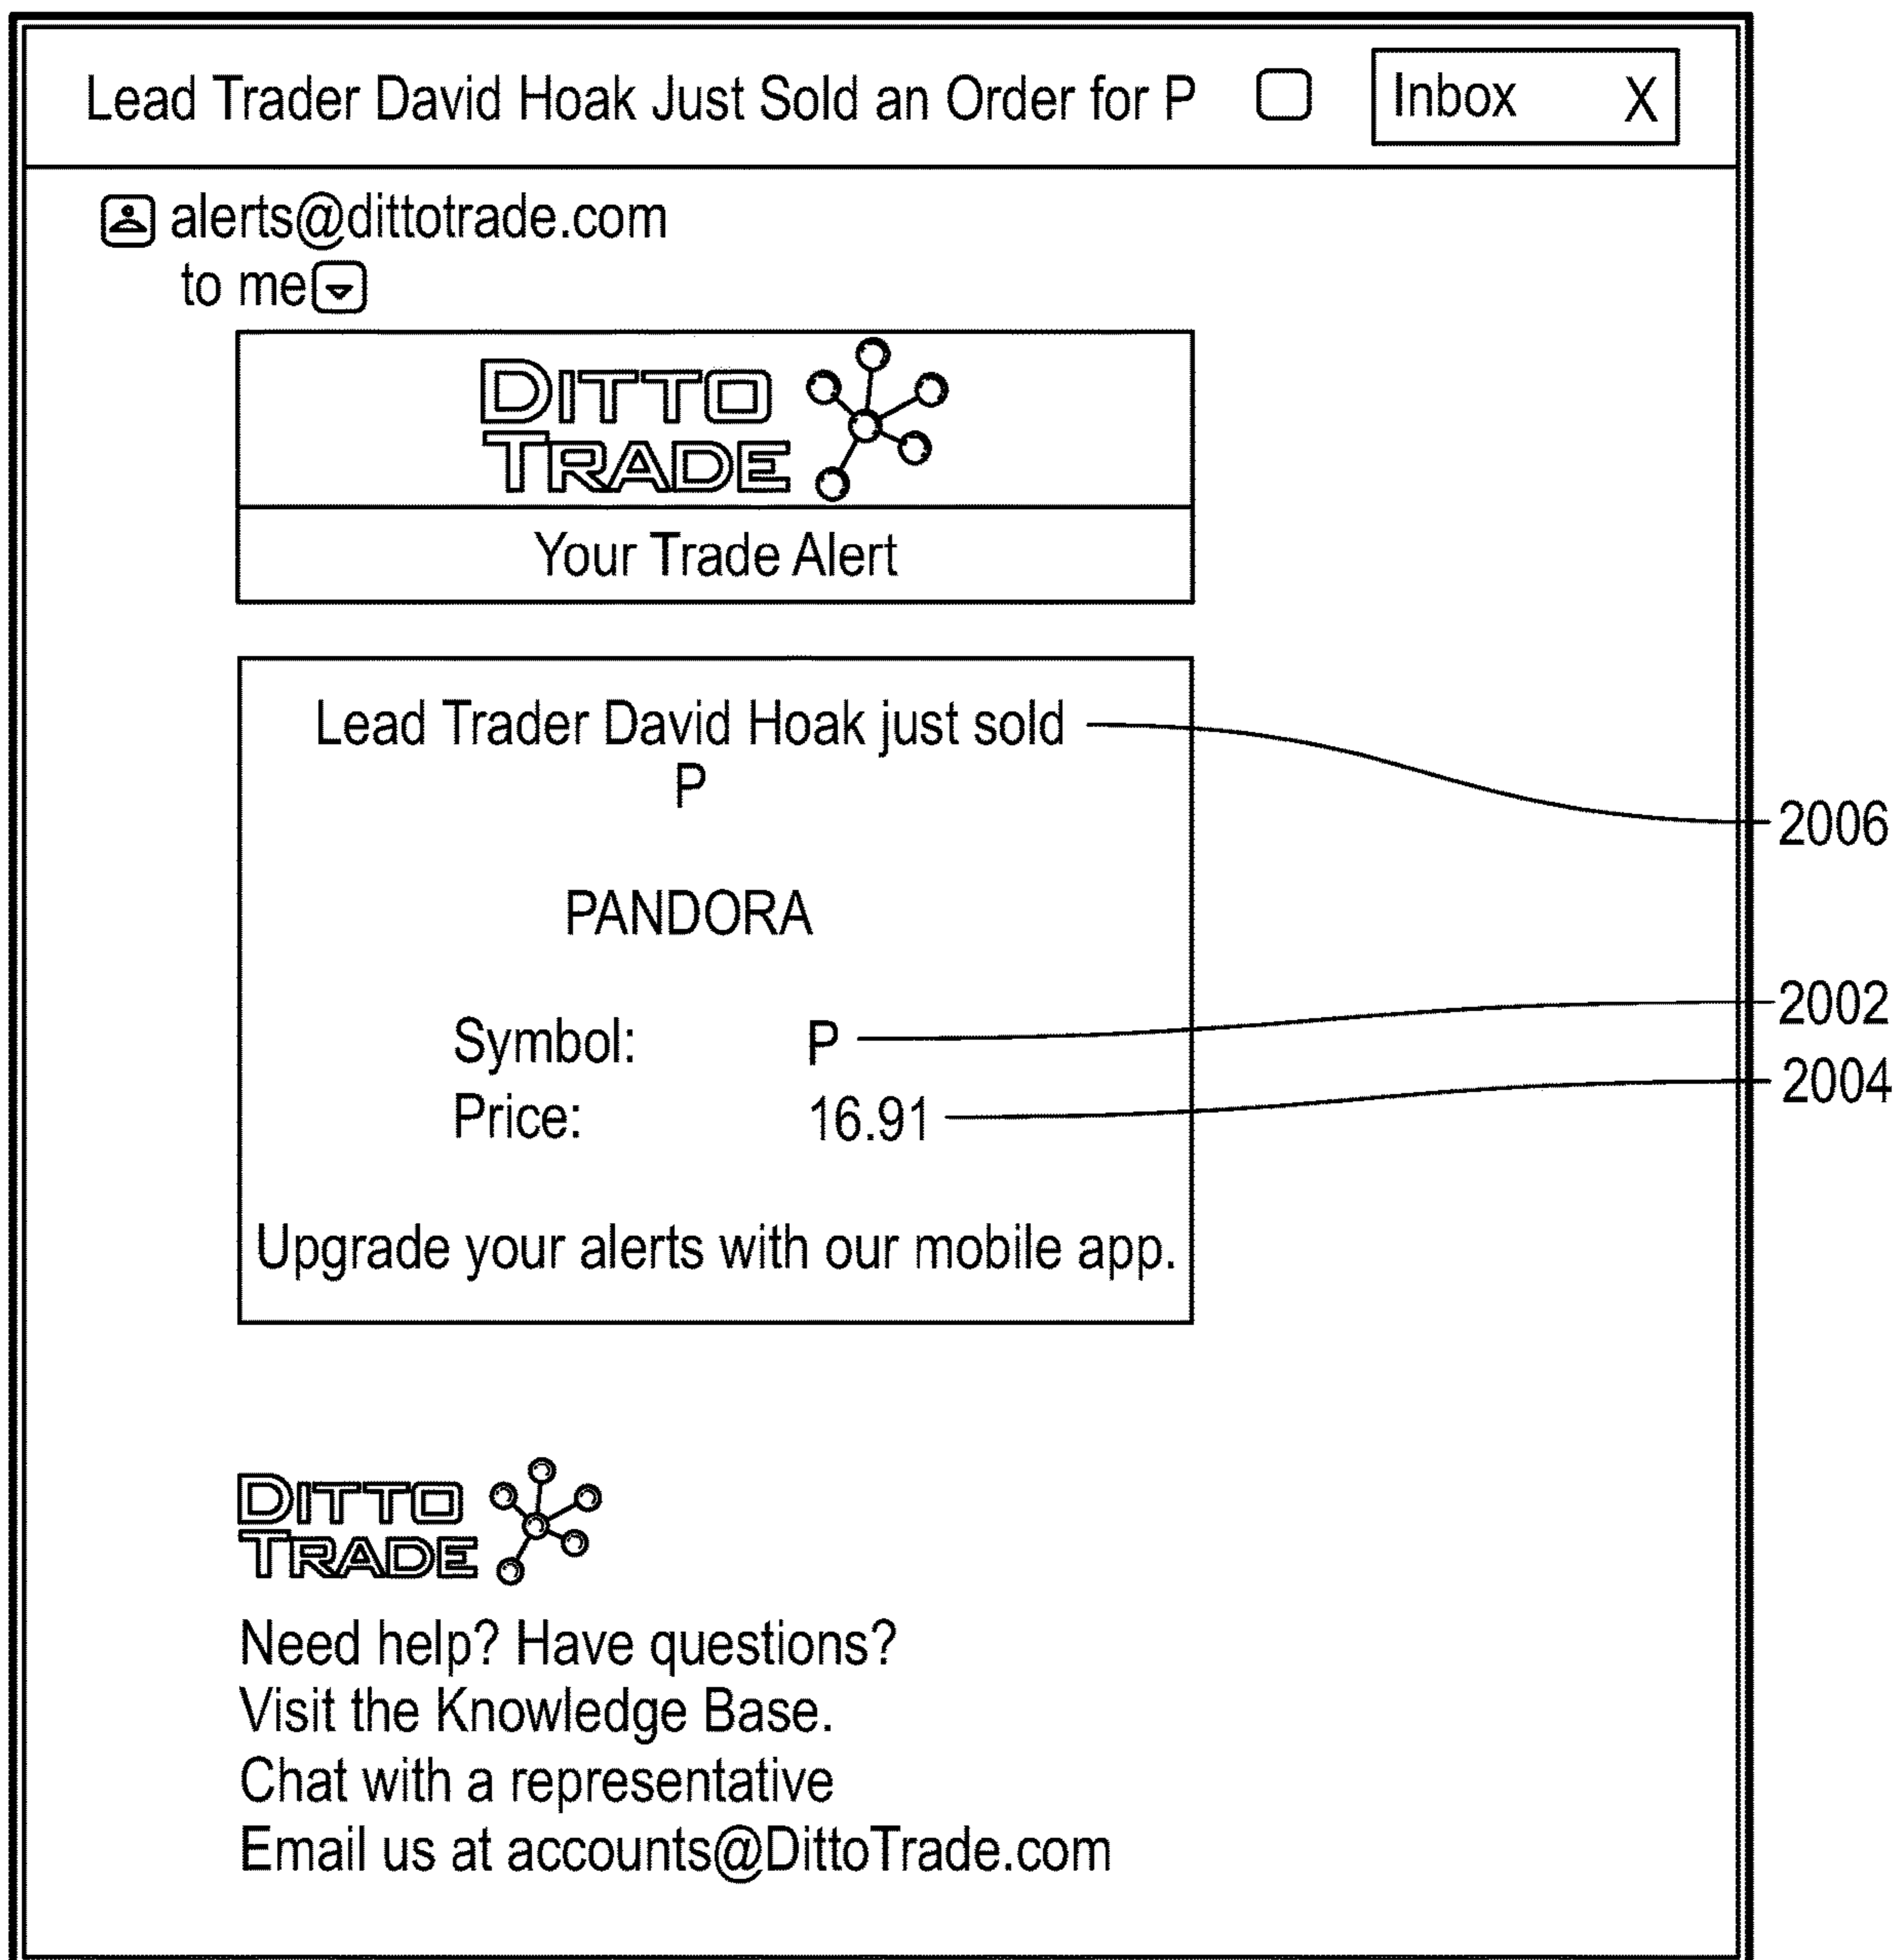 Lead Trader David Hoak Just Sold an Order for P
Inbox X
alerts@dittotrade.com
to me
DITTO
TRADE
Your Trade Alert
Lead Trader David Hoak just sold
P
2006
PANDORA
Symbol: P
2002
Price: 16.91
2004
Upgrade your alerts with our mobile app.
DITTO
TRADE
Need help? Have questions?
Visit the Knowledge Base.
Chat with a representative
Email us at accounts@DittoTrade.com